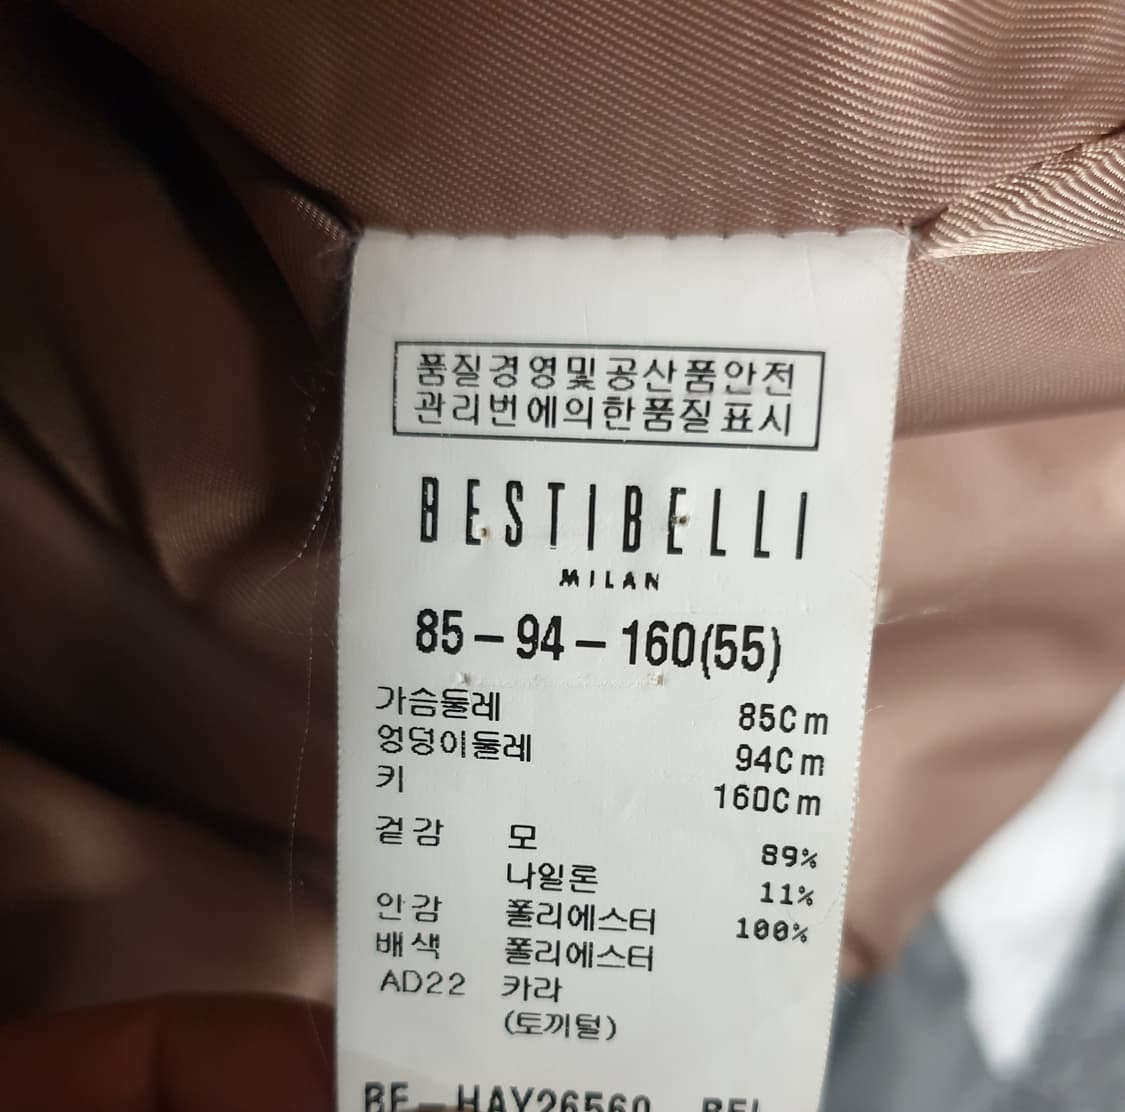 품질경영및공산품안전
관리번에의한품질표시
BESTIBELLI
MILAN
85-94-160(55)
가슴둘레 85Cm
엉덩이둘레 94Cm
키 160Cm
겉감 모 89%
나일론 11%
안감 폴리에스터 100%
배색 폴리에스터
AD22 카라
(토끼털)
BE-HAY26560